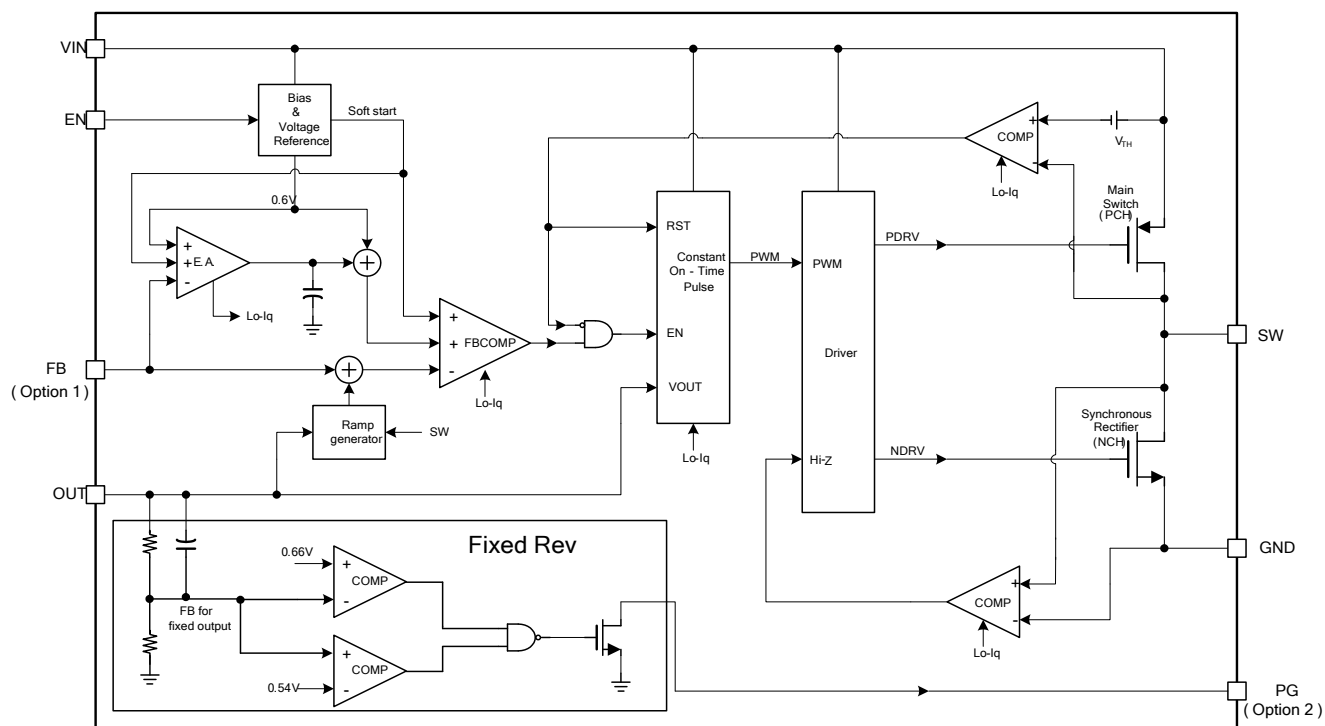 VIN
EN
Bias
&
Voltage
Reference
Soft start
0.6V
+
+
-
E.A.
Lo-Iq
+
FB
( Option 1 )
+
+
+
-
FBCOMP
Lo-Iq
Ramp
generator
SW
OUT
RST
Constant
On - Time
Pulse
EN
VOUT
Lo-Iq
PWM
PWM
Driver
Hi-Z
PDRV
NDRV
+
-
COMP
Lo-Iq
VTH
Main
Switch
( PCH )
SW
Synchronous
Rectifier
(NCH)
GND
+
-
COMP
Lo-Iq
Fixed Rev
0.66V
+
-
COMP
FB for
fixed output
+
-
COMP
0.54V
PG
( Option 2 )